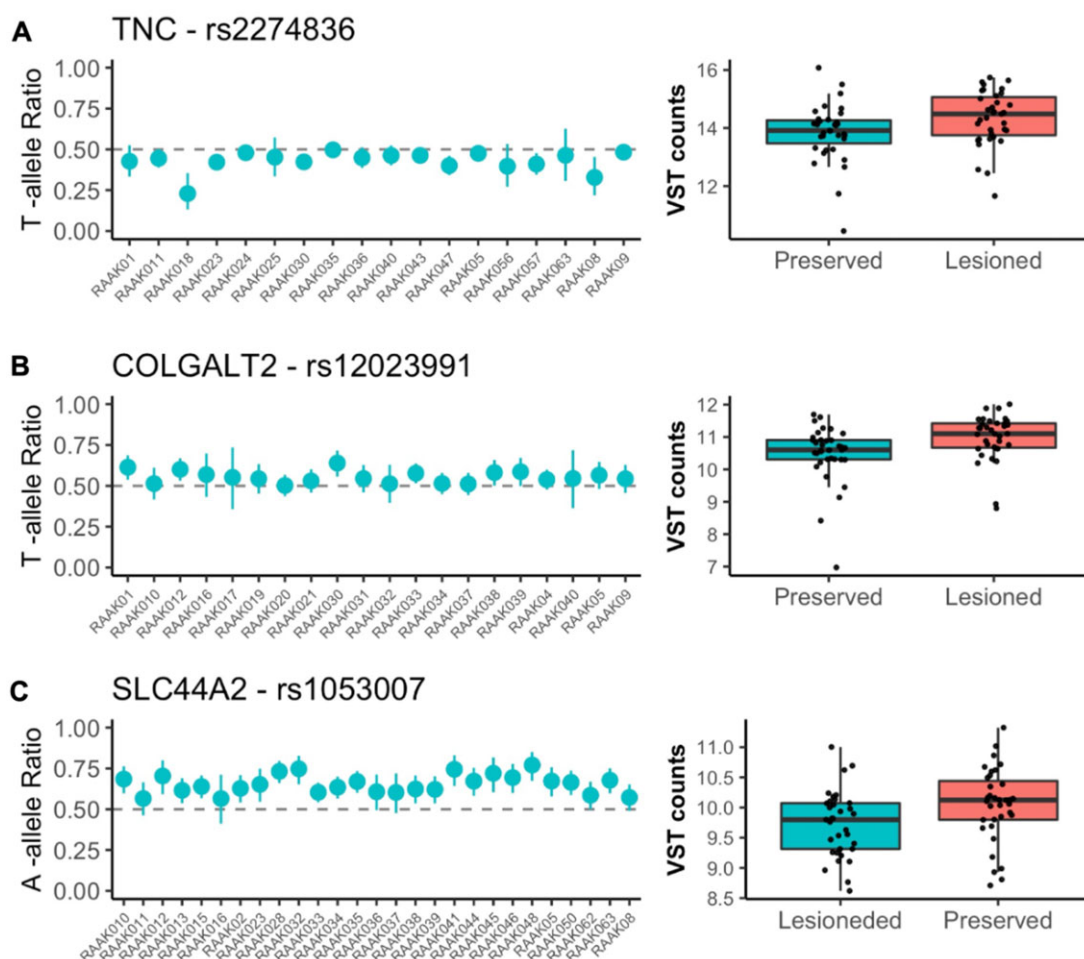 A
TNC - rs2274836
T -allele Ratio
1.00
0.75
0.50
0.25
0.00
RAAK01
RAAK011
RAAK018
RAAK023
RAAK024
RAAK025
RAAK030
RAAK035
RAAK036
RAAK040
RAAK043
RAAK047
RAAK05
RAAK056
RAAK057
RAAK063
RAAK08
RAAK09
VST counts
16
14
12
Preserved
Lesioned
B
COLGALT2 - rs12023991
T -allele Ratio
1.00
0.75
0.50
0.25
0.00
RAAK01
RAAK010
RAAK012
RAAK016
RAAK017
RAAK019
RAAK020
RAAK021
RAAK030
RAAK031
RAAK032
RAAK033
RAAK034
RAAK037
RAAK038
RAAK039
RAAK04
RAAK040
RAAK05
RAAK09
VST counts
12
11
10
9
8
7
Preserved
Lesioned
C
SLC44A2 - rs1053007
A -allele Ratio
1.00
0.75
0.50
0.25
0.00
RAAK010
RAAK011
RAAK012
RAAK013
RAAK015
RAAK016
RAAK02
RAAK023
RAAK028
RAAK032
RAAK033
RAAK034
RAAK035
RAAK036
RAAK037
RAAK038
RAAK039
RAAK041
RAAK044
RAAK045
RAAK046
RAAK048
RAAK05
RAAK050
RAAK062
RAAK063
RAAK08
VST counts
11.0
10.5
10.0
9.5
9.0
8.5
Lesioneded
Preserved